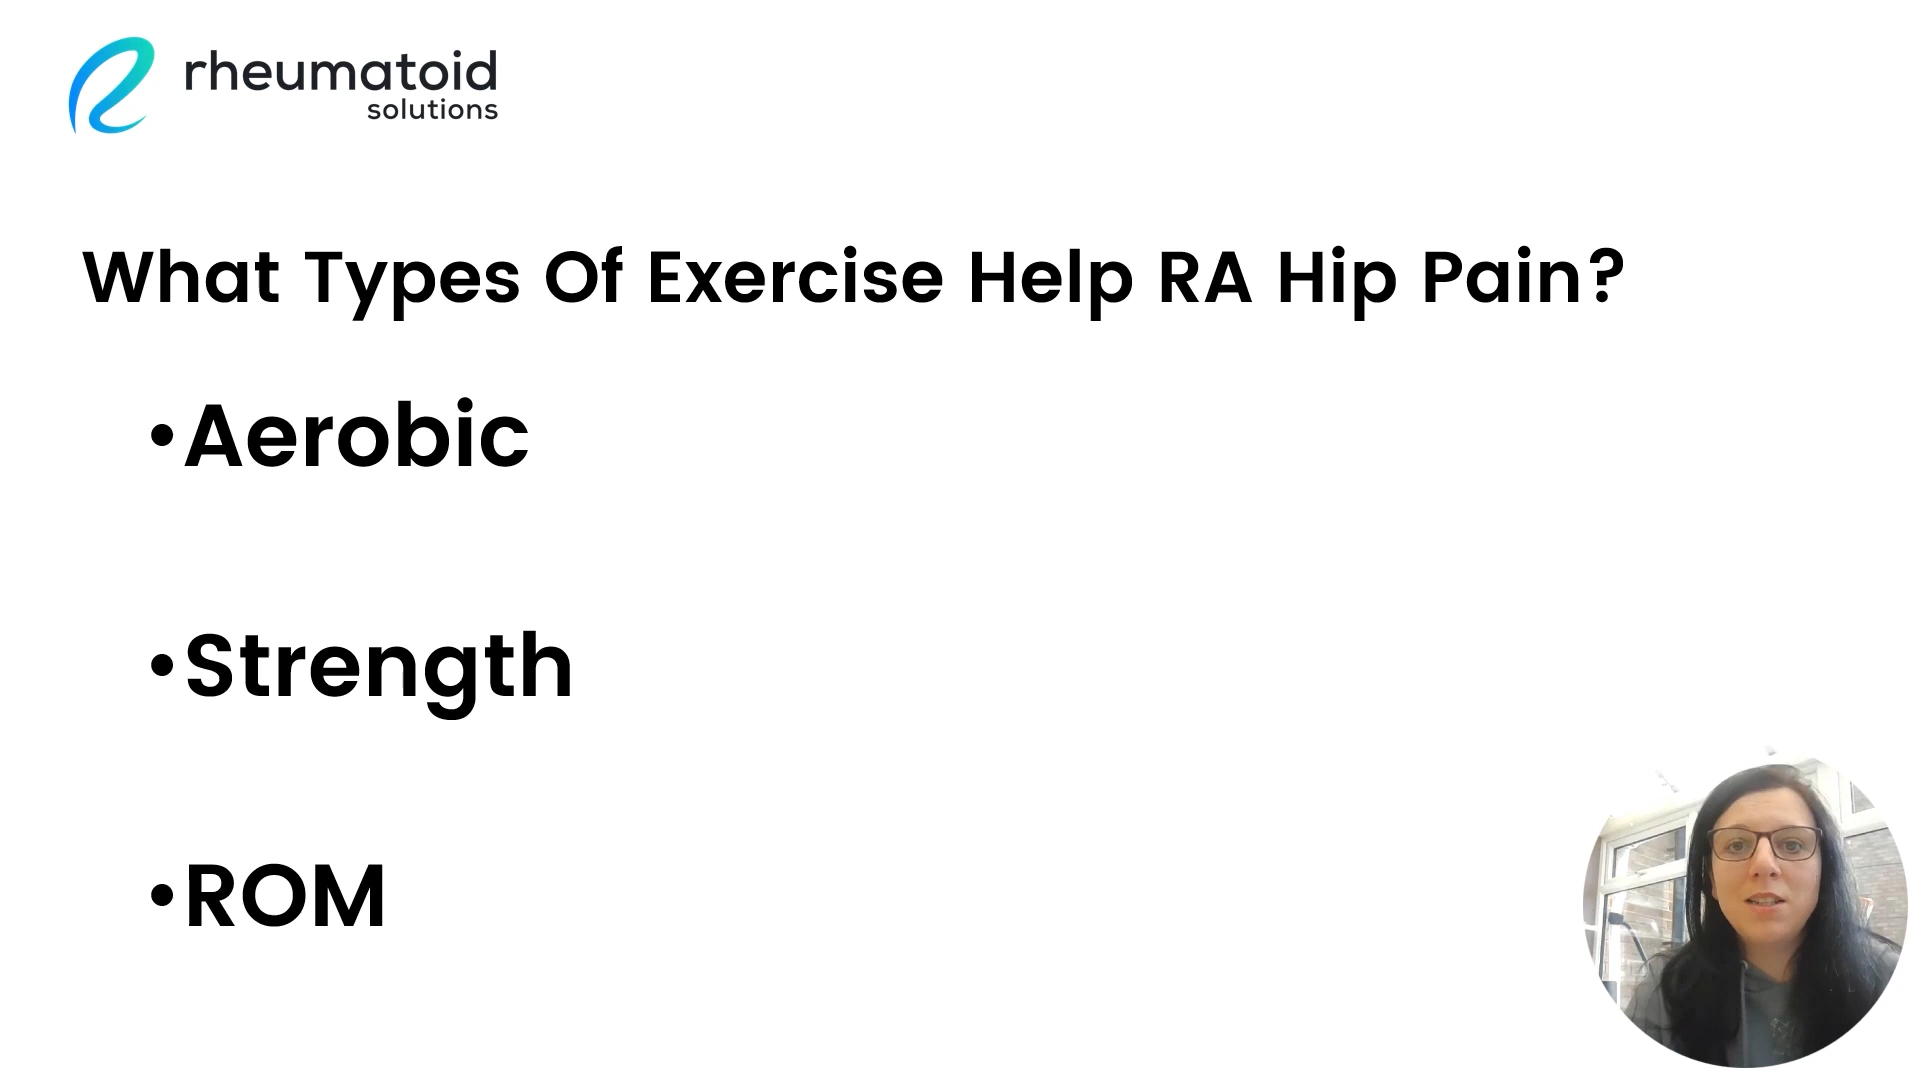 rheumatoid
solutions
What Types Of Exercise Help RA Hip Pain?
•Aerobic
•Strength
•ROM